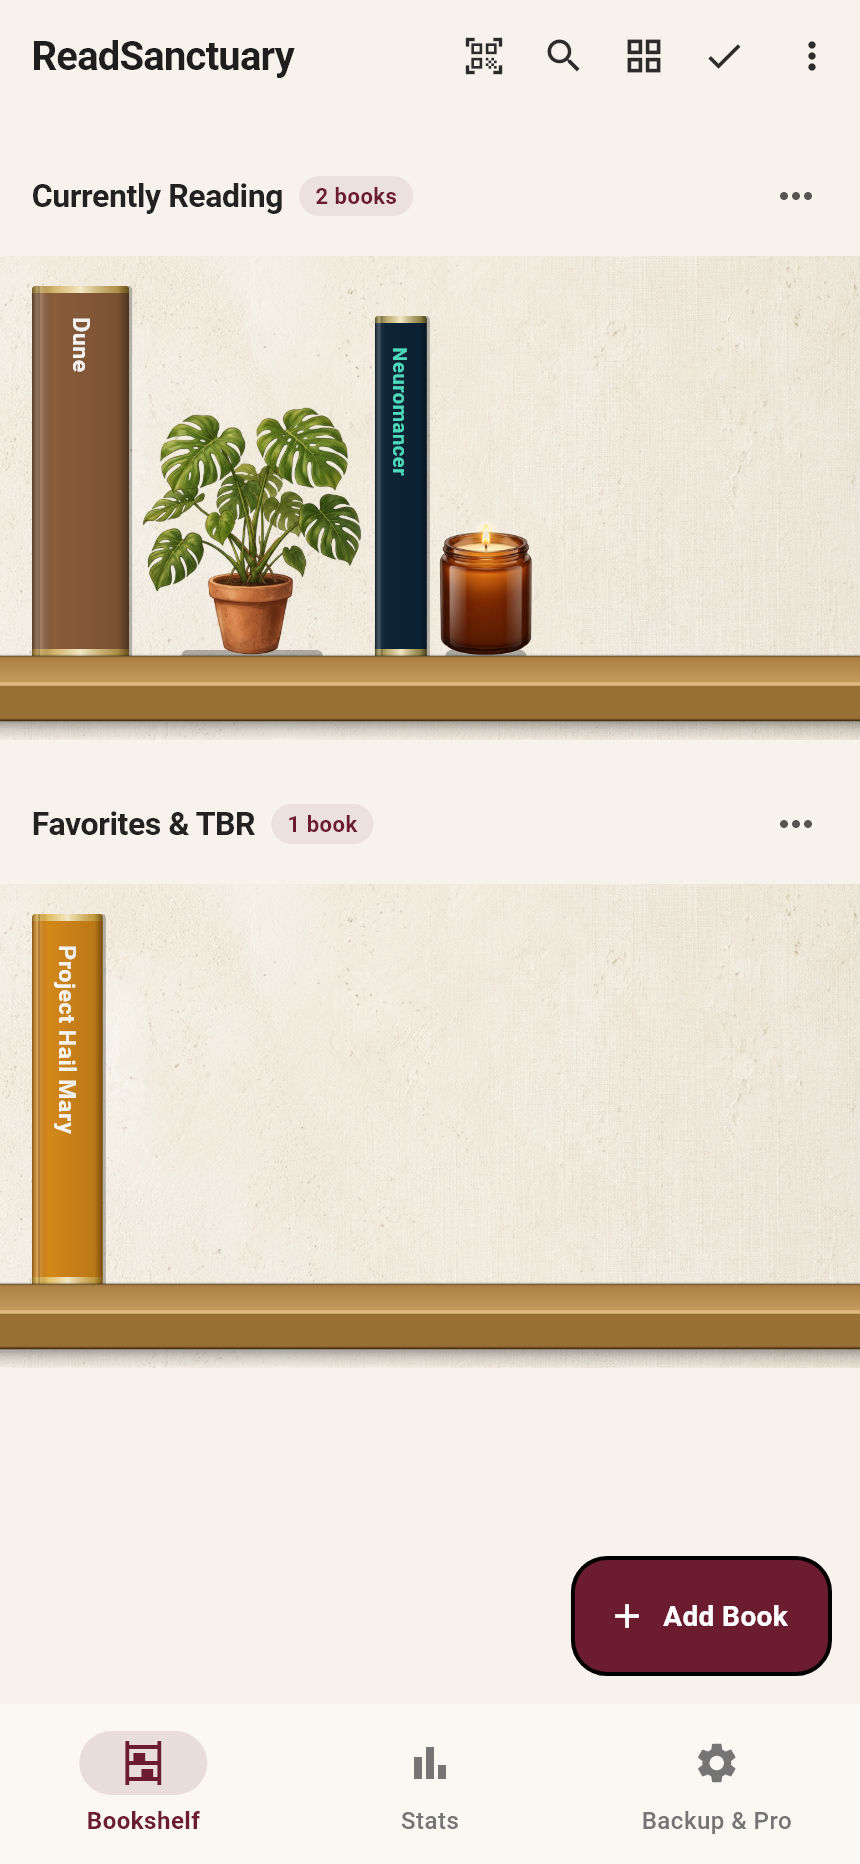 ReadSanctuary
Currently Reading
2 books
Dune
Neuromancer
Favorites & TBR
1 book
Project Hail Mary
Add Book
Bookshelf
Stats
Backup & Pro